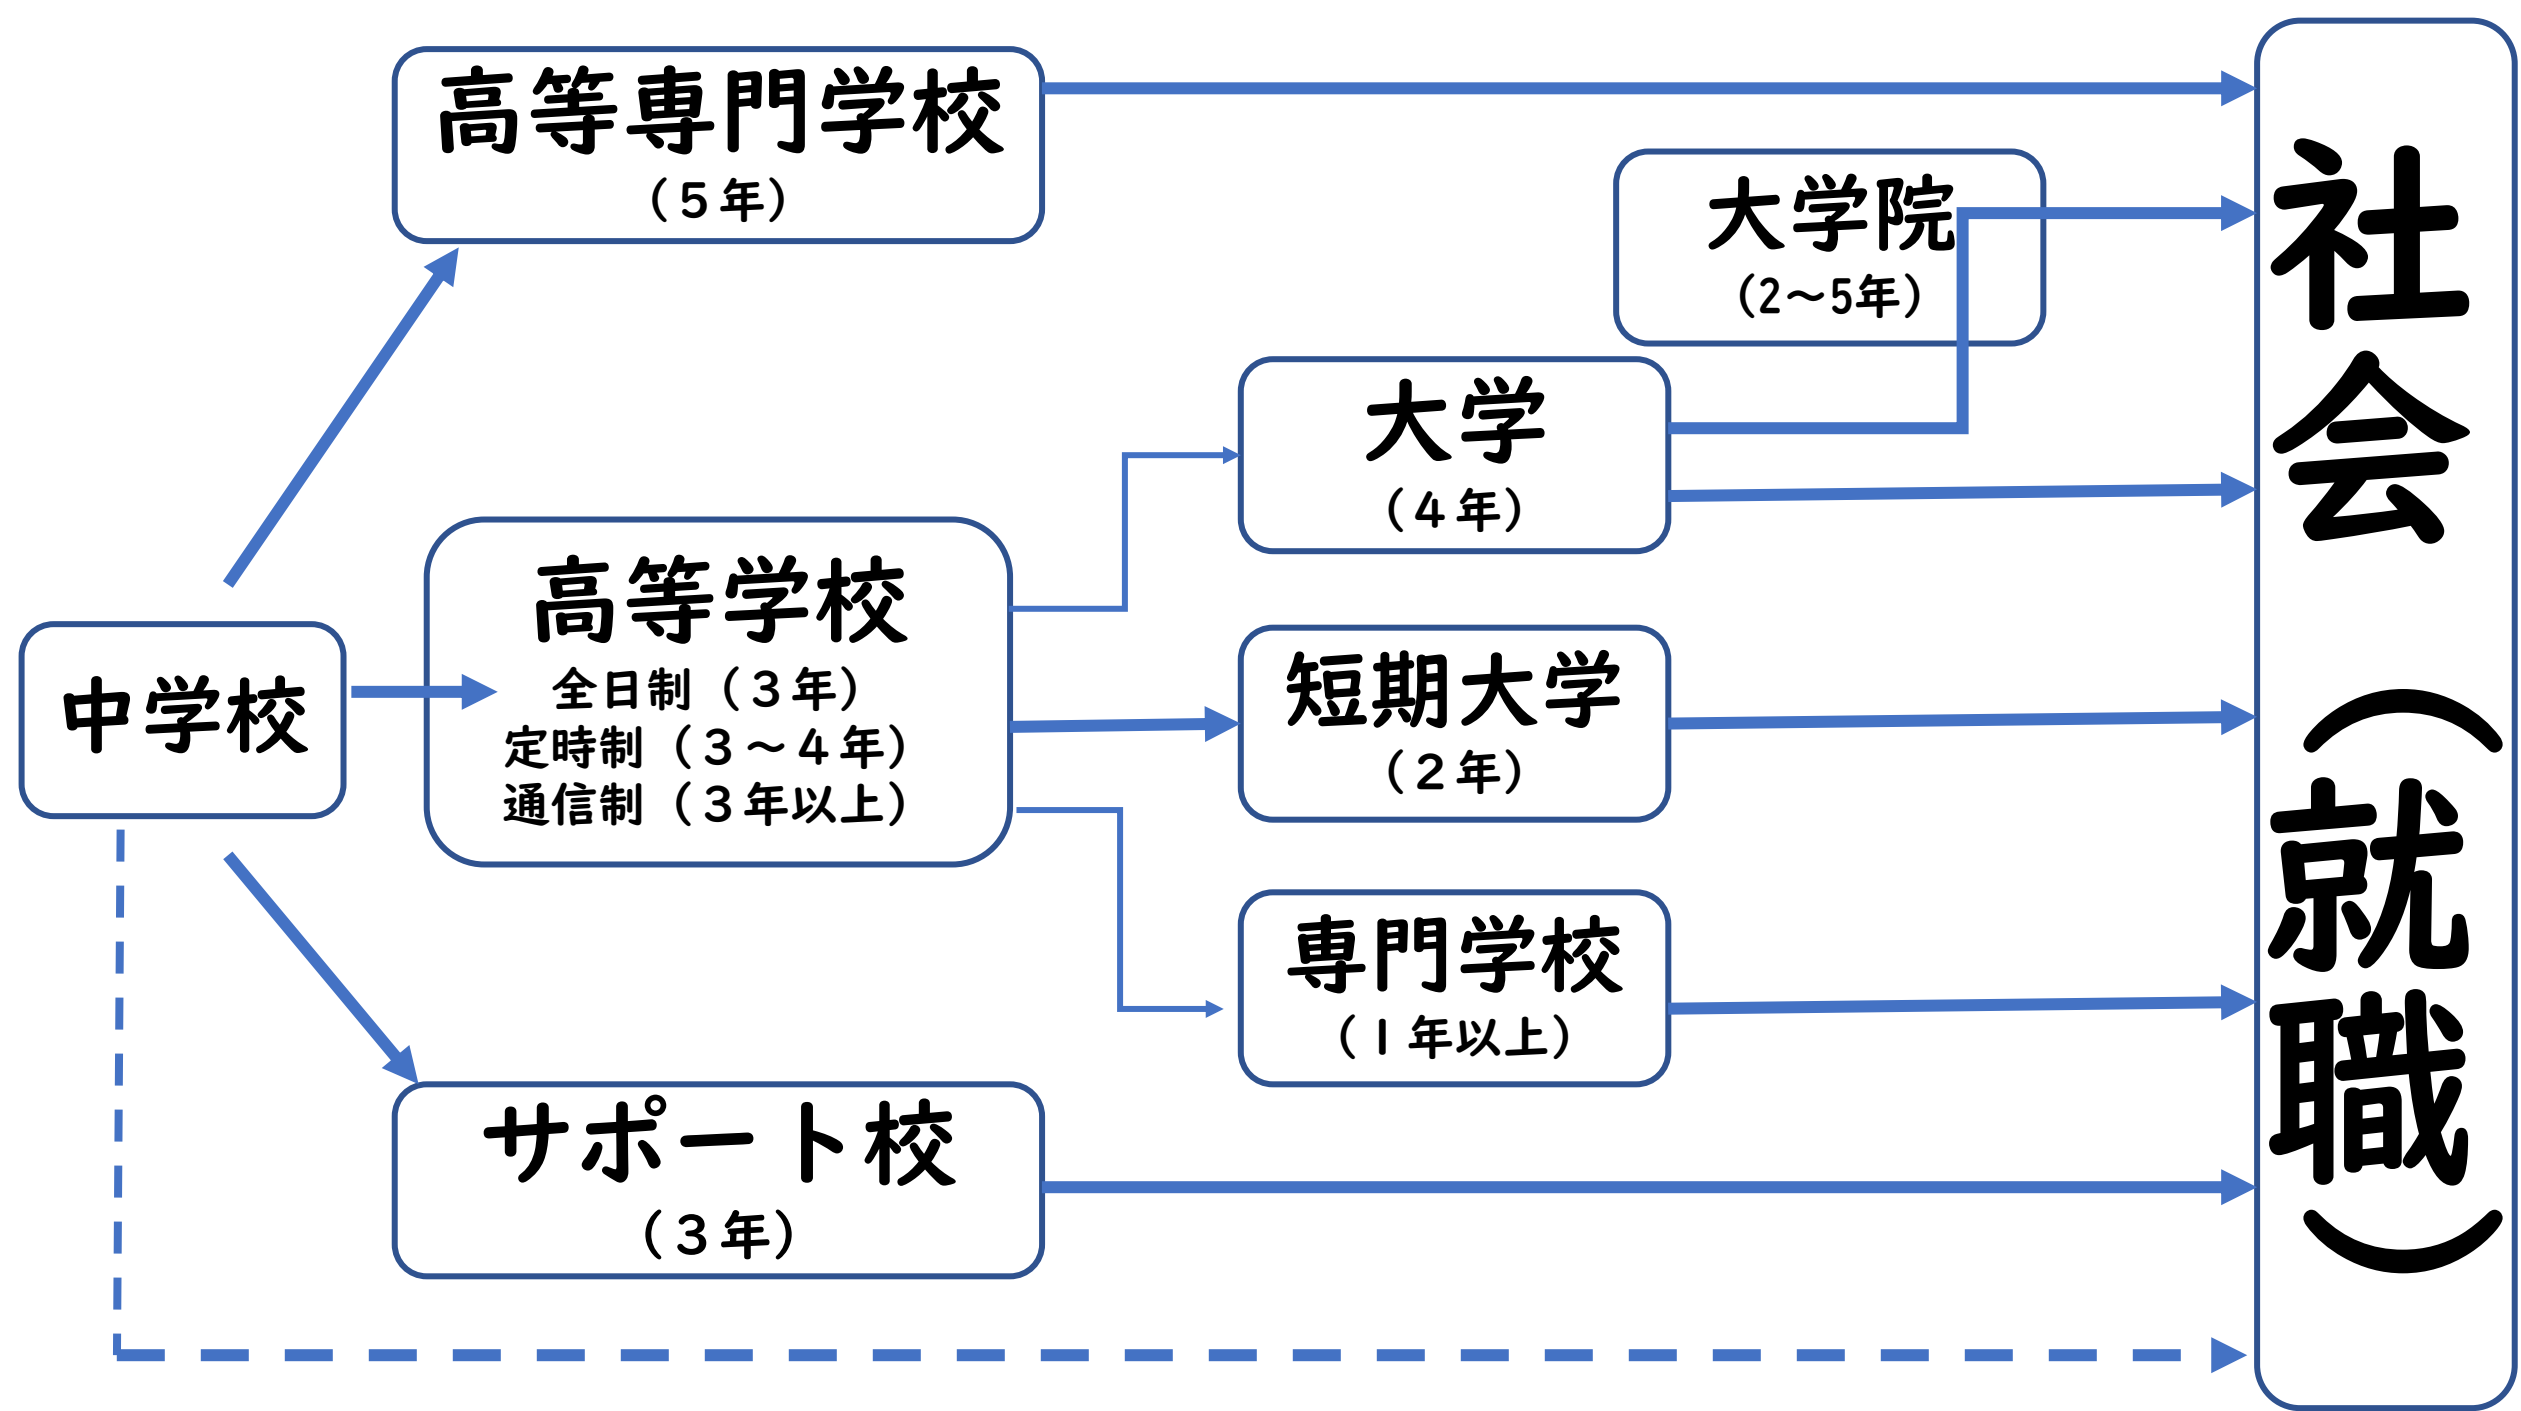 高等専門学校
（５年）
大学院
（2～5年）
大学
（４年）
高等学校
全日制（３年）
定時制（３～４年）
通信制（３年以上）
中学校
短期大学
（２年）
専門学校
（１年以上）
サポート校
（３年）
社会（就職）